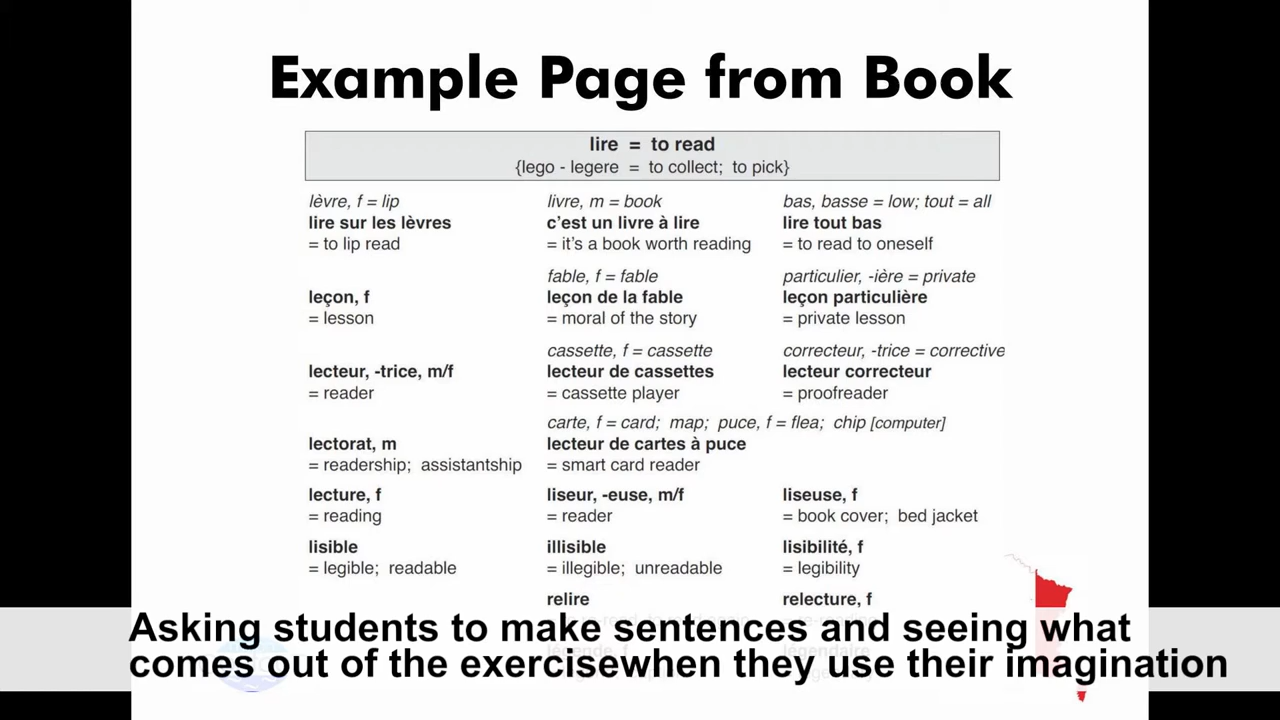 Example Page from Book
lire = to read
{lego - legere = to collect; to pick}
lèvre, f = lip livre, m = book bas, basse = low; tout = all
lire sur les lèvres c'est un livre à lire lire tout bas
= to lip read = it's a book worth reading = to read to oneself
fable, f = fable particulier, -ière = private
leçon, f leçon de la fable leçon particulière
= lesson = moral of the story = private lesson
cassette, f = cassette correcteur, -trice = corrective
lecteur, -trice, m/f lecteur de cassettes lecteur correcteur
= reader = cassette player = proofreader
carte, f = card; map; puce, f = flea; chip [computer]
lectorat, m lecteur de cartes à puce
= readership; assistantship = smart card reader
lecture, f liseur, -euse, m/f liseuse, f
= reading = reader = book cover; bed jacket
lisible illisible lisibilité, f
= legible; readable = illegible; unreadable = legibility
relire relecture, f
légende, f légendaire
Asking students to make sentences and seeing what
comes out of the exercisewhen they use their imagination